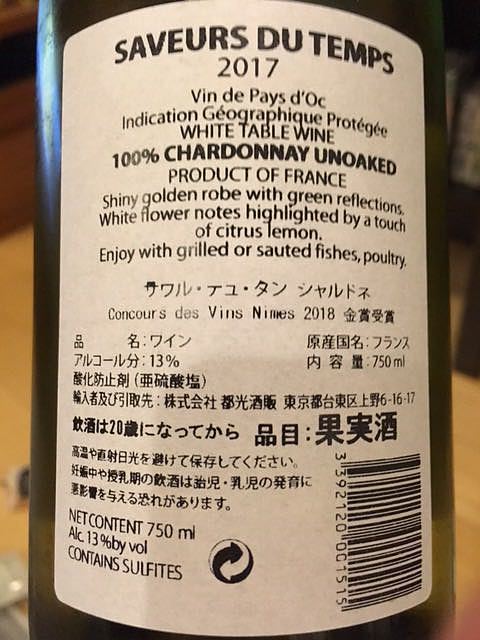 SAVEURS DU TEMPS
2017
Vin de Pays d'Oc
Indication Géographique Protégée
WHITE TABLE WINE
100% CHARDONNAY UNOAKED
PRODUCT OF FRANCE
Shiny golden robe with green reflections.
White flower notes highlighted by a touch
of citrus lemon.
Enjoy with grilled or sauted fishes, poultry.
サヴル・デュ・タン シャルドネ
Concours des Vins Nimes 2018 金賞受賞
品 名：ワイン 原産国名：フランス
アルコール分：13% 内 容 量：750 ml
酸化防止剤（亜硫酸塩）
輸入者及び引取先：株式会社 都光酒販 東京都台東区上野6-16-17
飲酒は20歳になってから 品目：果実酒
高温や直射日光を避けて保存してください。
妊娠中や授乳期の飲酒は胎児・乳児の発育に
悪影響を与える恐れがあります。
NET CONTENT 750 ml
Alc. 13% by vol
CONTAINS SULFITES
3 392120 001515